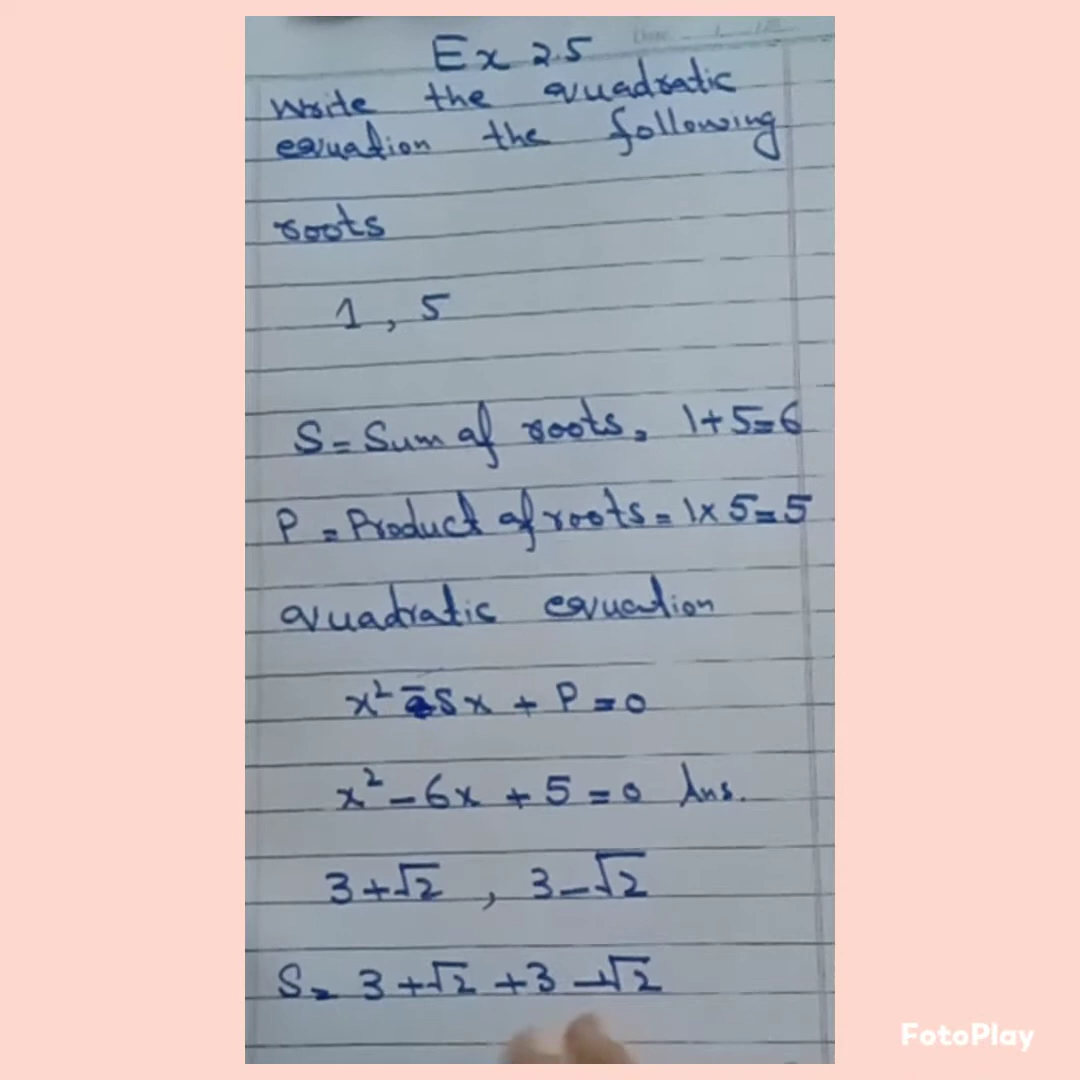 Ex 2.5
Write the quadratic
equation the following
roots
1 , 5
S = Sum of roots = 1+5=6
P = Product of roots = 1×5=5
quadratic equation
x² - Sx + P = 0
x² - 6x + 5 = 0 Ans.
3+√2 , 3-√2
S = 3+√2 +3 -√2
FotoPlay